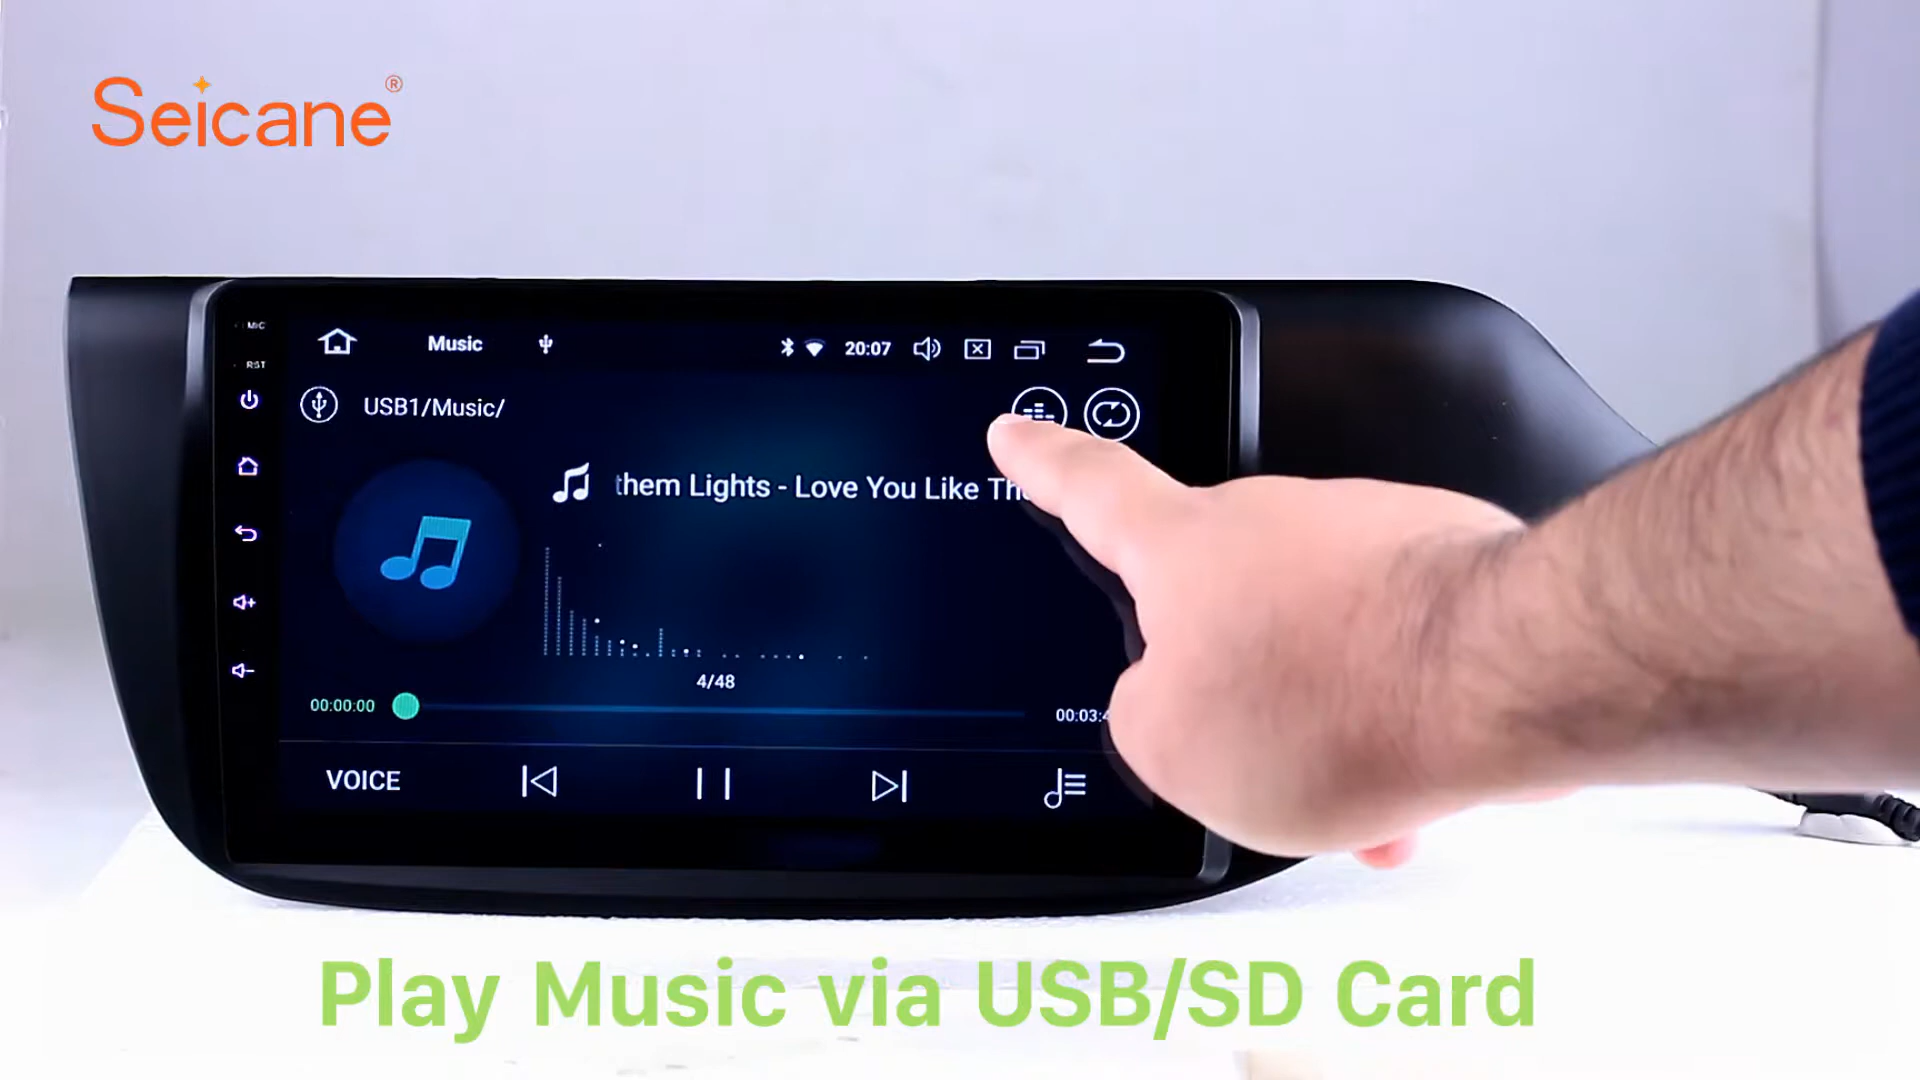 Seicane®
MIC
RST
Music
20:07
USB1/Music/
them Lights - Love You Like
4/48
00:00:00
VOICE
Play Music via USB/SD Card